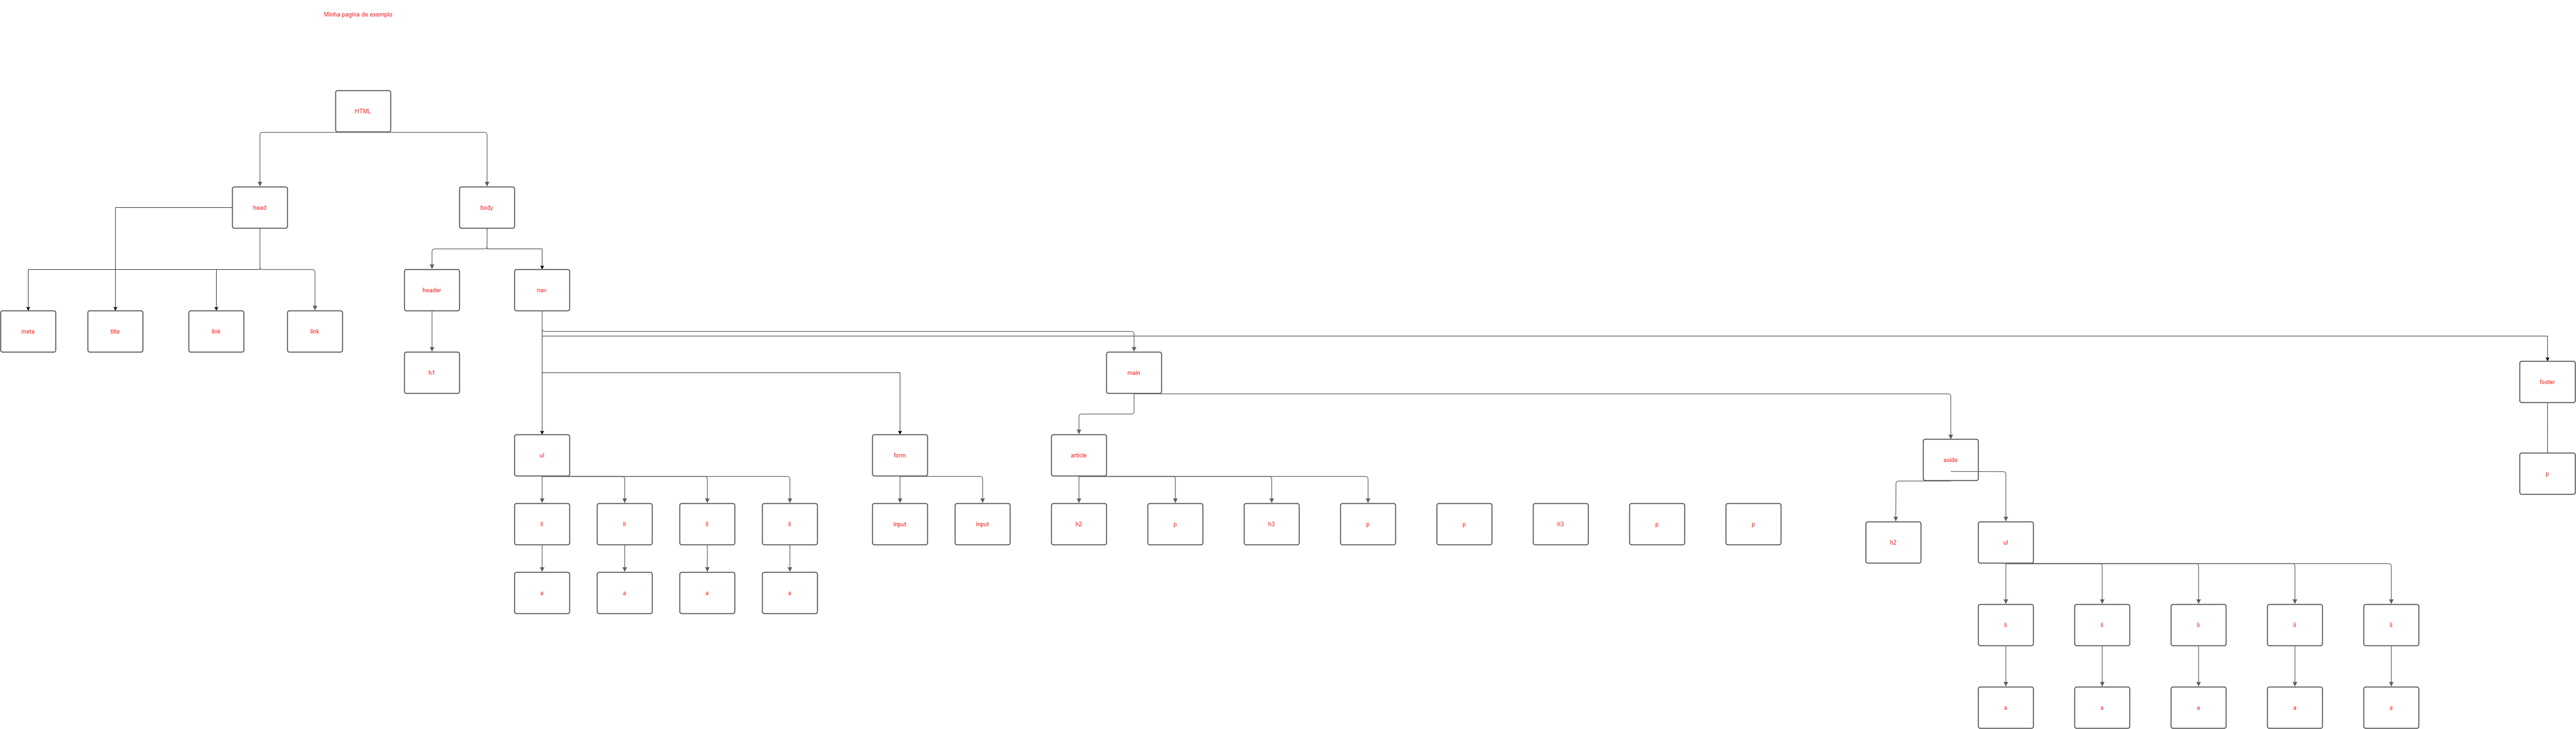 Minha pagina de exemplo
HTML
head
body
header
nav
meta
title
link
link
h1
main
footer
ul
form
article
aside
p
li
li
li
li
input
input
h2
p
h3
p
p
h3
p
p
h2
ul
a
a
a
a
li
li
li
li
li
a
a
a
a
a